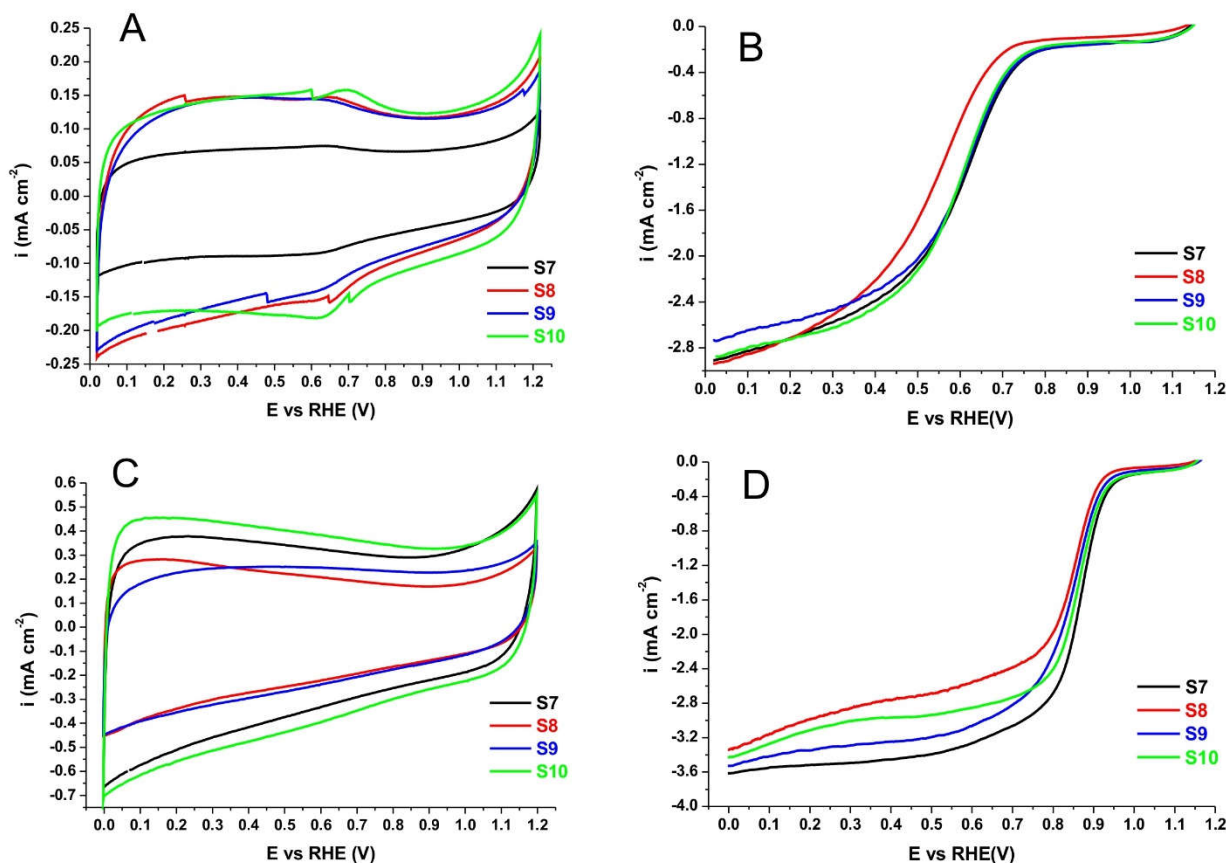 A
i (mA cm-2)
0.25
0.20
0.15
0.10
0.05
0.00
-0.05
-0.10
-0.15
-0.20
-0.25
0.0 0.1 0.2 0.3 0.4 0.5 0.6 0.7 0.8 0.9 1.0 1.1 1.2
E vs RHE (V)
S7
S8
S9
S10
B
i (mA cm-2)
0.0
-0.4
-0.8
-1.2
-1.6
-2.0
-2.4
-2.8
0.0 0.1 0.2 0.3 0.4 0.5 0.6 0.7 0.8 0.9 1.0 1.1 1.2
E vs RHE(V)
S7
S8
S9
S10
C
i (mA cm-2)
0.6
0.5
0.4
0.3
0.2
0.1
0.0
-0.1
-0.2
-0.3
-0.4
-0.5
-0.6
-0.7
0.0 0.1 0.2 0.3 0.4 0.5 0.6 0.7 0.8 0.9 1.0 1.1 1.2
E vs RHE (V)
S7
S8
S9
S10
D
i (mA cm-2)
0.0
-0.4
-0.8
-1.2
-1.6
-2.0
-2.4
-2.8
-3.2
-3.6
-4.0
0.0 0.1 0.2 0.3 0.4 0.5 0.6 0.7 0.8 0.9 1.0 1.1 1.2
E vs RHE(V)
S7
S8
S9
S10